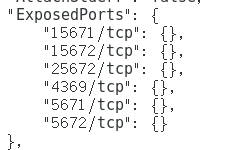 "ExposedPorts": {
"15671/tcp": {},
"15672/tcp": {},
"25672/tcp": {},
"4369/tcp": {},
"5671/tcp": {},
"5672/tcp": {}
},